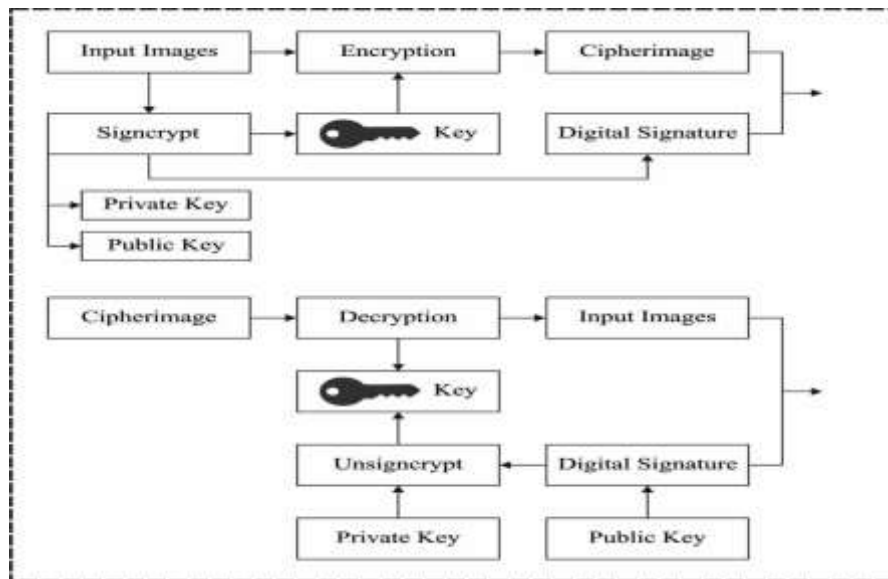 Input Images
Encryption
Cipherimage
Signcrypt
Key
Digital Signature
Private Key
Public Key
Cipherimage
Decryption
Input Images
Key
Unsigncrypt
Digital Signature
Private Key
Public Key